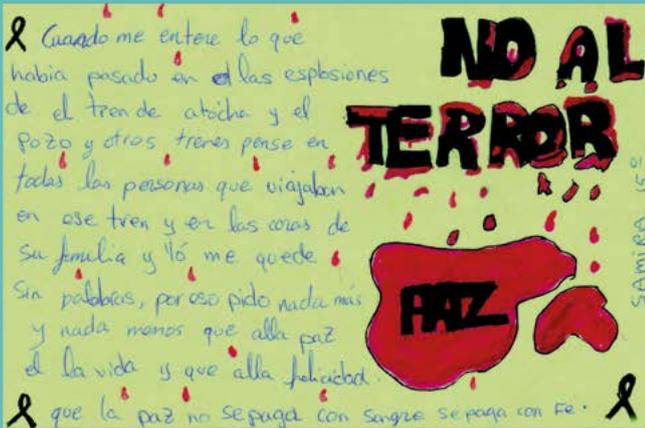 Cuando me entere lo que
habia pasado en las esplosiones
de el tren de atocha y el
Pozo y otros trenes pense en
todas las personas que viajaban
en ese tren y en las caras de
su familia y Yó me quede
Sin palabras, por eso pido nada más
y nada menos que alla paz
el la vida y que alla felicidad.
que la paz no se paga con sangre se paga con Fe.
NO AL
TERROR
PAZ
SAMIRA